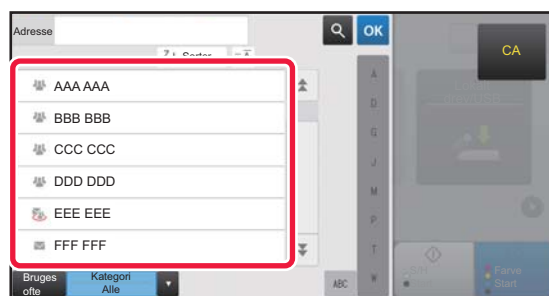 Adresse
OK
CA
Sorter
AAA AAA
BBB BBB
CCC CCC
DDD DDD
EEE EEE
FFF FFF
A
D
G
J
M
P
T
W
ABC
Bruges
ofte
Kategori
Alle
Farve
Start